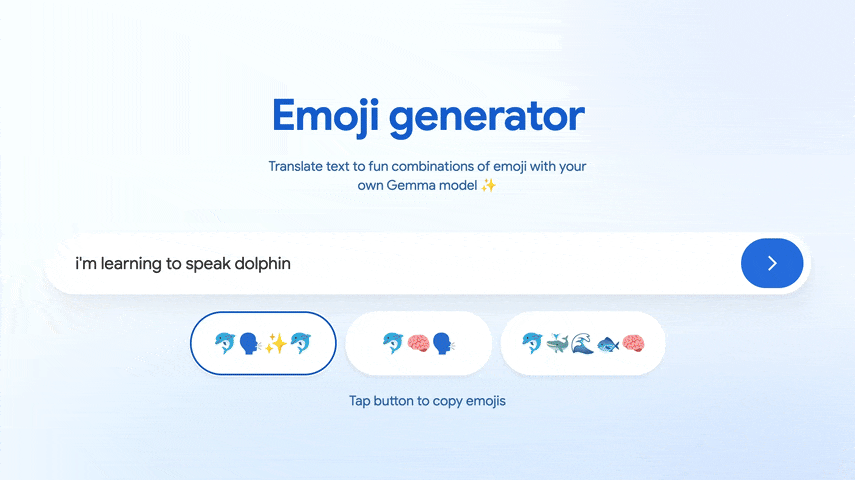 Emoji generator
Translate text to fun combinations of emoji with your
own Gemma model ✨
i'm learning to speak dolphin
🐬🗣️✨🐬
🐬🧠🗣️
🐬🐳🌊🐟🧠
Tap button to copy emojis